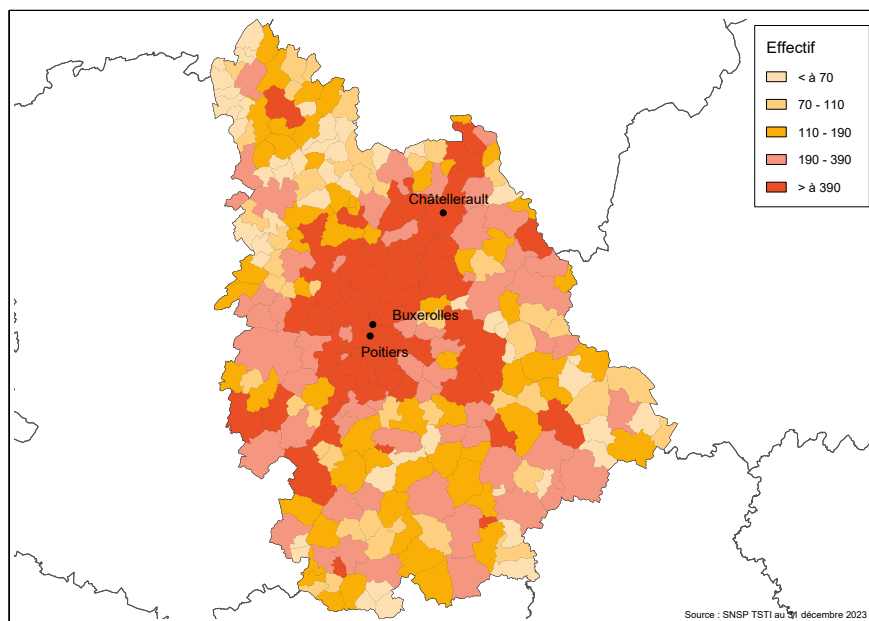 Effectif
< à 70
70 - 110
110 - 190
190 - 390
> à 390
Châtellerault
Buxerolles
Poitiers
Source : SNSP TSTI au 31 décembre 2023